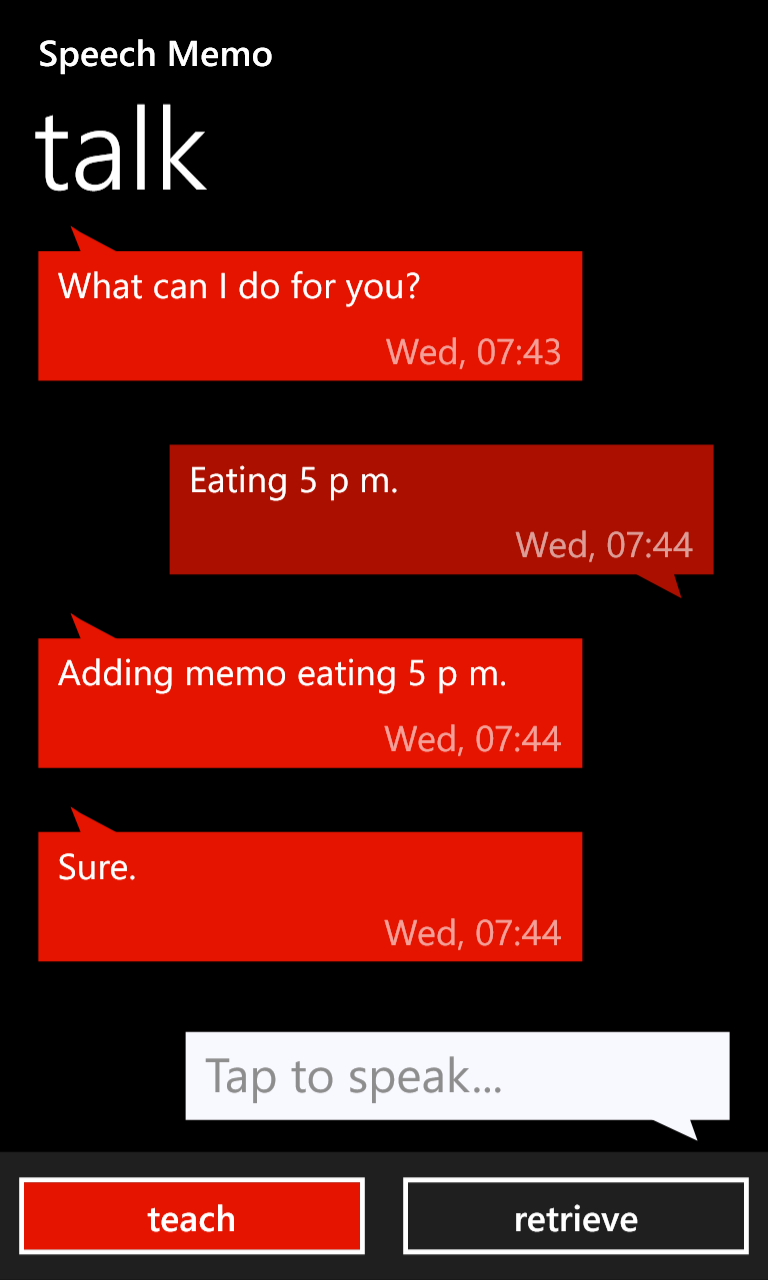 Speech Memo
talk
What can I do for you?
Wed, 07:43
Eating 5 p m.
Wed, 07:44
Adding memo eating 5 p m.
Wed, 07:44
Sure.
Wed, 07:44
Tap to speak...
teach
retrieve